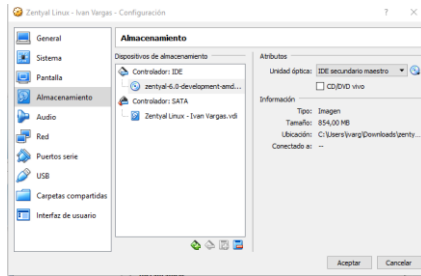 Zentyal Linux - Ivan Vargas - Configuración
General
Sistema
Pantalla
Almacenamiento
Audio
Red
Puertos serie
USB
Carpetas compartidas
Interfaz de usuario
Almacenamiento
Dispositivos de almacenamiento
Controlador: IDE
zentyal-6.0-development-amd...
Controlador: SATA
Zentyal Linux - Ivan Vargas.vdi
Atributos
Unidad óptica: IDE secundario maestro
CD/DVD vivo
Información
Tipo: Imagen
Tamaño: 854,00 MB
Ubicación: C:\Users\ivarg\Downloads\zenty...
Conectado a: --
Aceptar Cancelar